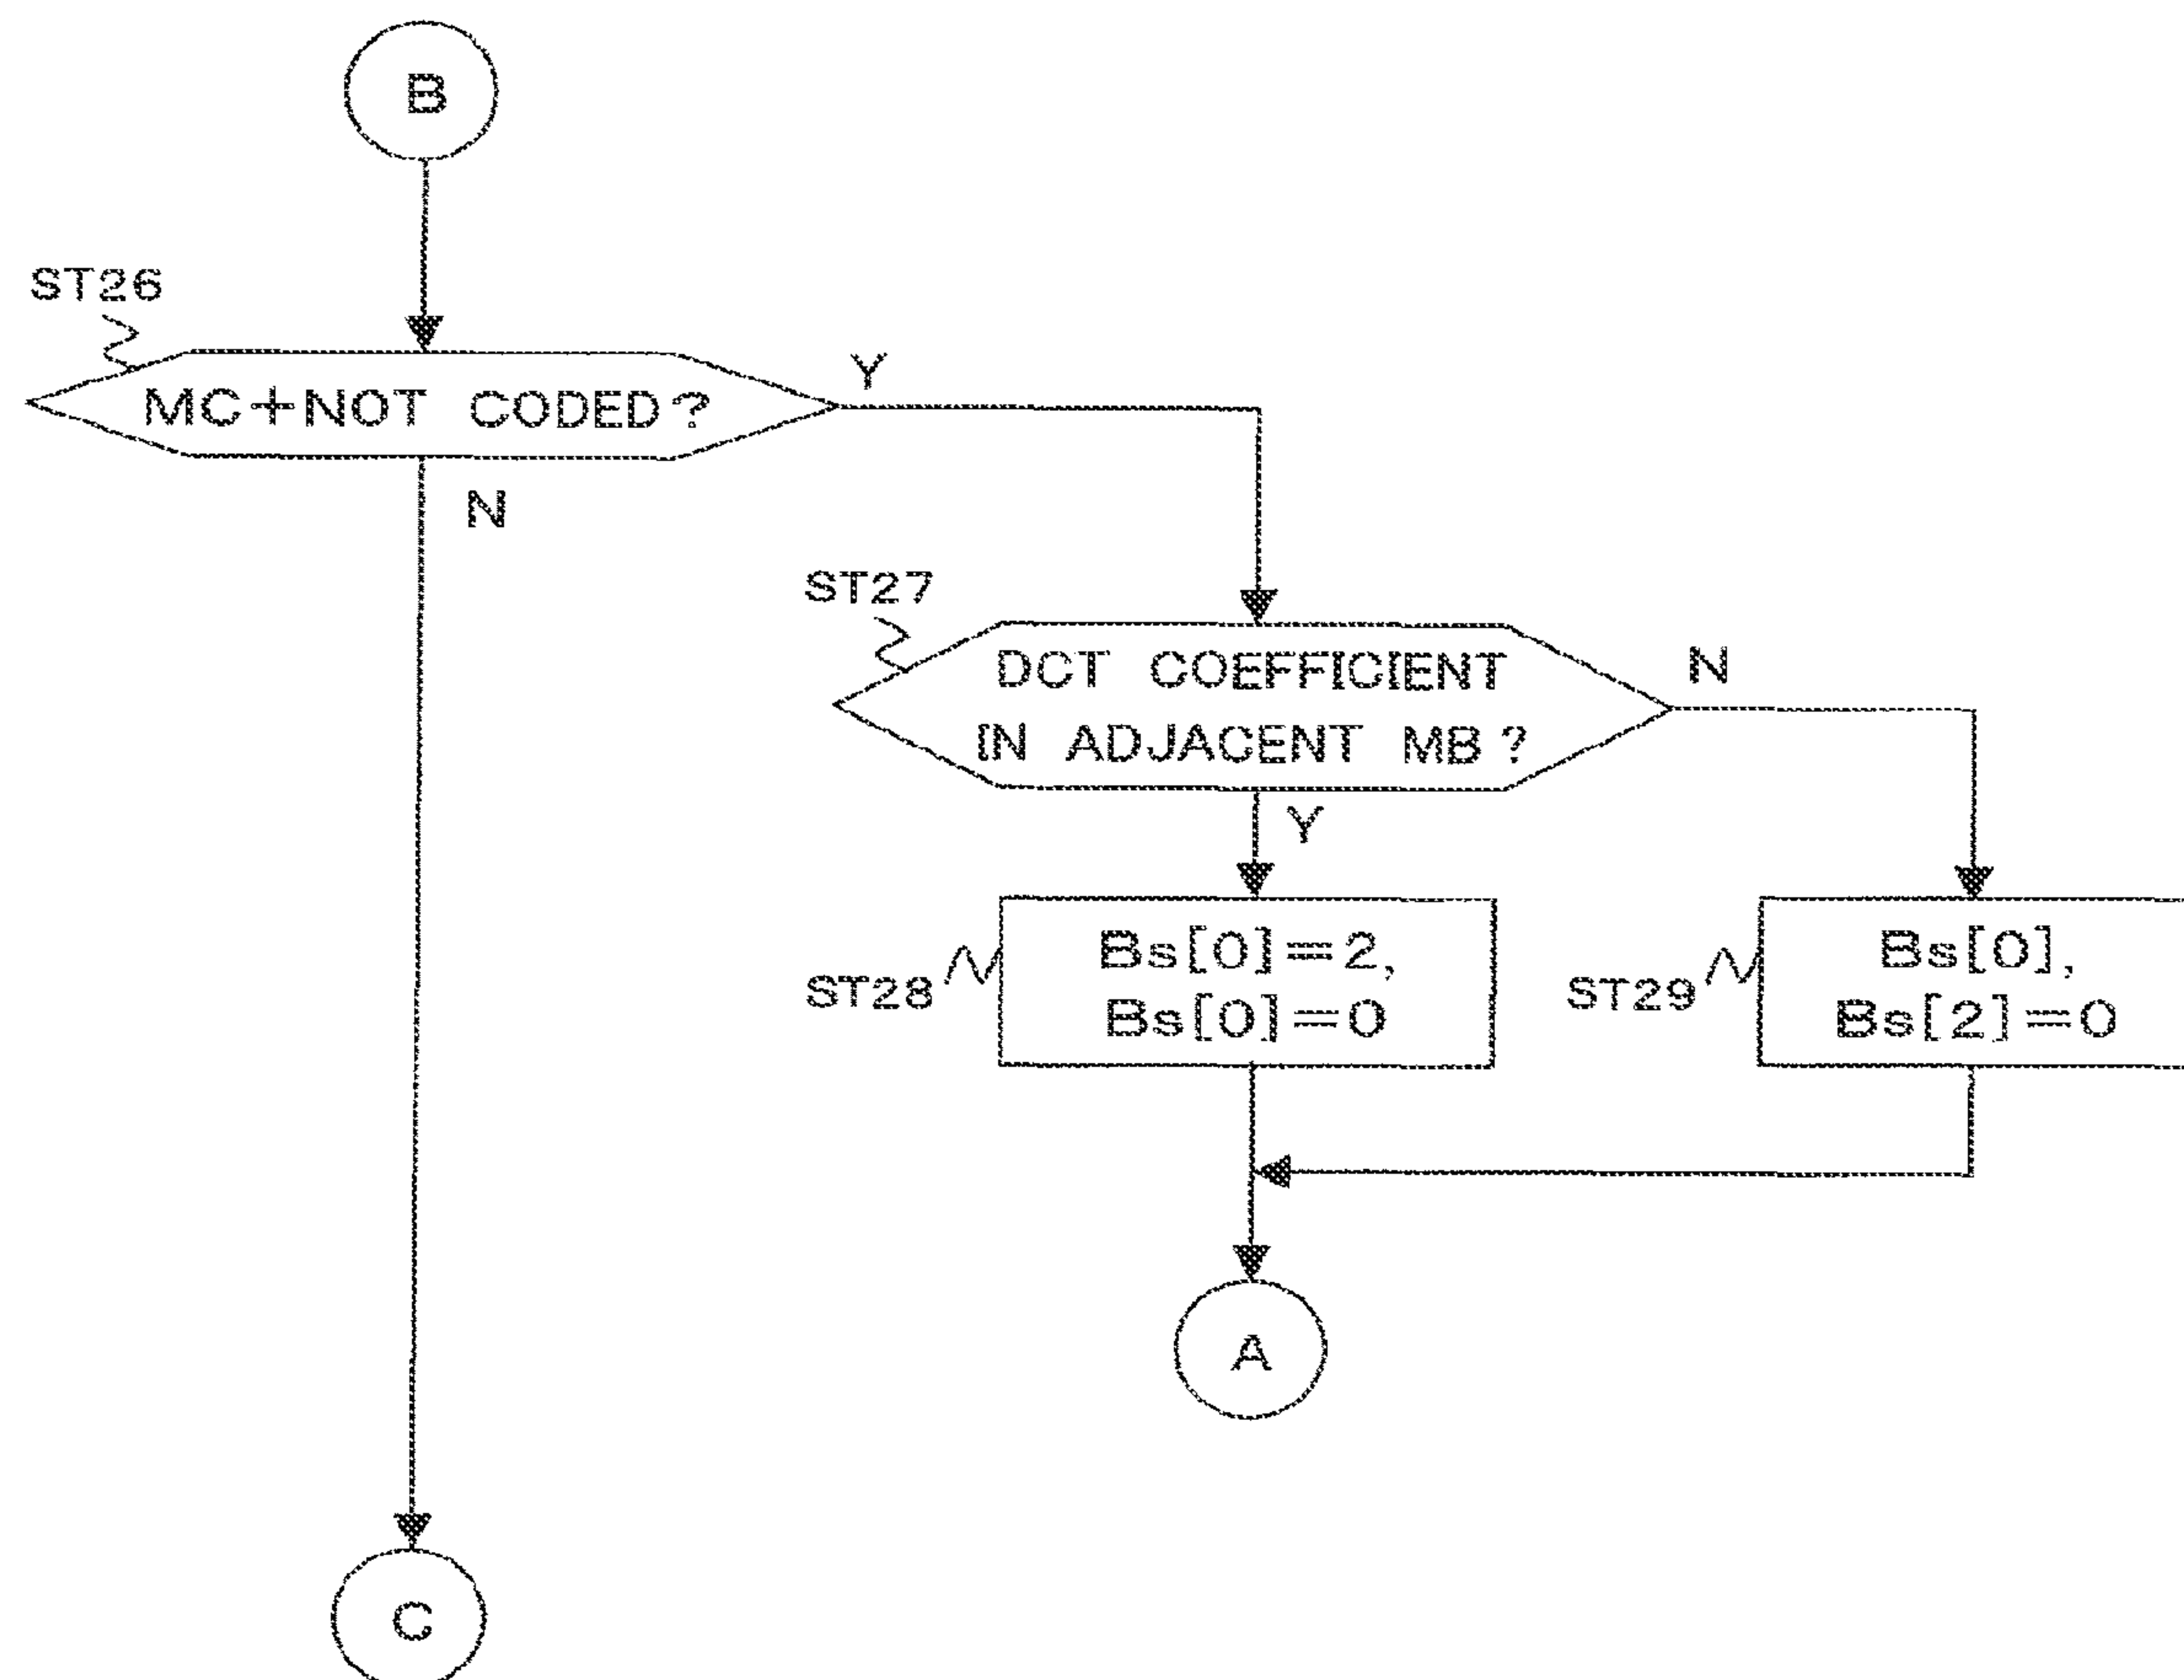 B
ST26
MC+NOT CODED?
Y
N
ST27
DCT COEFFICIENT
IN ADJACENT MB?
N
Y
Bs[0]=2,
Bs[0]=0
ST28
Bs[0],
Bs[2]=0
ST29
A
C